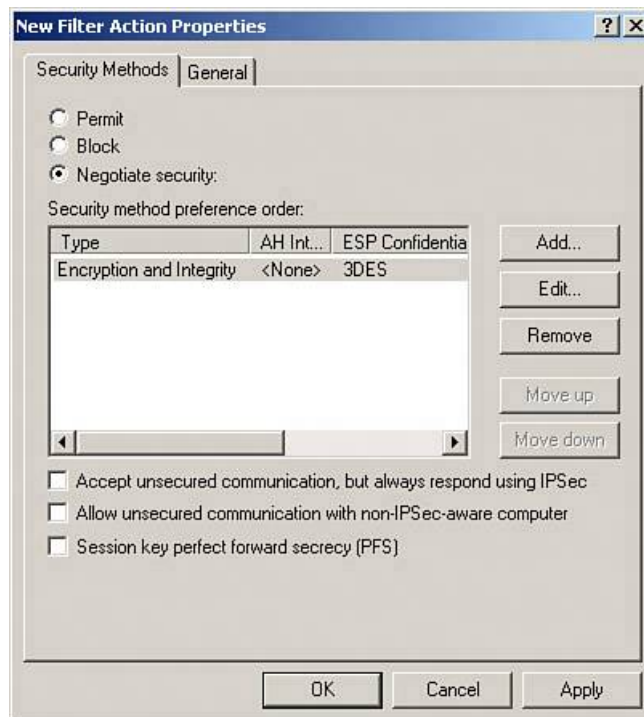 New Filter Action Properties
Security Methods
General
Permit
Block
Negotiate security:
Security method preference order:
Type AH Int... ESP Confidentia
Encryption and Integrity <None> 3DES
Add...
Edit...
Remove
Move up
Move down
Accept unsecured communication, but always respond using IPSec
Allow unsecured communication with non-IPSec-aware computer
Session key perfect forward secrecy (PFS)
OK
Cancel
Apply